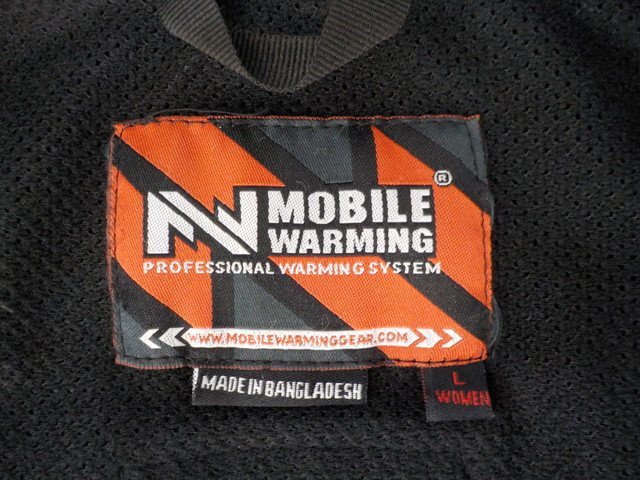 MOBILE
WARMING ®
PROFESSIONAL WARMING SYSTEM
WWW.MOBILEWARMINGGEAR.COM
MADE IN BANGLADESH
L
WOMEN